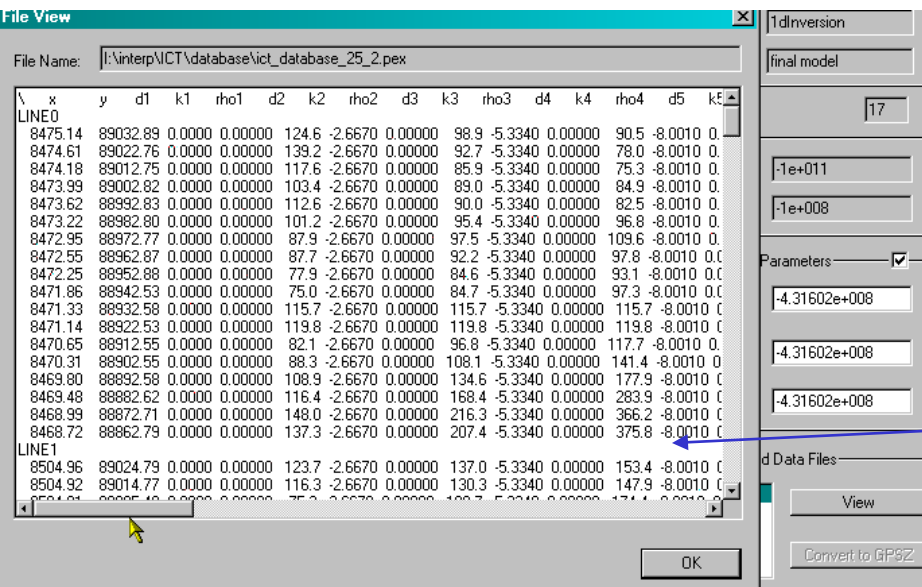 File View
File Name: I:\interp\ICT\database\ict_database_25_2.pex
\ x y d1 k1 rho1 d2 k2 rho2 d3 k3 rho3 d4 k4 rho4 d5 k5
LINE0
8475.14 89032.89 0.0000 0.00000 124.6 -2.6670 0.00000 98.9 -5.3340 0.00000 90.5 -8.0010 0.
8474.61 89022.76 0.0000 0.00000 139.2 -2.6670 0.00000 92.7 -5.3340 0.00000 78.0 -8.0010 0.
8474.18 89012.75 0.0000 0.00000 117.6 -2.6670 0.00000 85.9 -5.3340 0.00000 75.3 -8.0010 0.
8473.99 89002.82 0.0000 0.00000 103.4 -2.6670 0.00000 89.0 -5.3340 0.00000 84.9 -8.0010 0.
8473.62 88992.83 0.0000 0.00000 112.6 -2.6670 0.00000 90.0 -5.3340 0.00000 82.5 -8.0010 0.
8473.22 88982.80 0.0000 0.00000 101.2 -2.6670 0.00000 95.4 -5.3340 0.00000 96.8 -8.0010 0.
8472.95 88972.77 0.0000 0.00000 87.9 -2.6670 0.00000 97.5 -5.3340 0.00000 109.6 -8.0010 0.
8472.55 88962.87 0.0000 0.00000 87.7 -2.6670 0.00000 92.2 -5.3340 0.00000 97.8 -8.0010 0.
8472.25 88952.88 0.0000 0.00000 77.9 -2.6670 0.00000 84.6 -5.3340 0.00000 93.1 -8.0010 0.
8471.86 88942.53 0.0000 0.00000 75.0 -2.6670 0.00000 84.7 -5.3340 0.00000 97.3 -8.0010 0.
8471.33 88932.58 0.0000 0.00000 115.7 -2.6670 0.00000 115.7 -5.3340 0.00000 115.7 -8.0010
8471.14 88922.53 0.0000 0.00000 119.8 -2.6670 0.00000 119.8 -5.3340 0.00000 119.8 -8.0010
8470.65 88912.55 0.0000 0.00000 82.1 -2.6670 0.00000 96.8 -5.3340 0.00000 117.7 -8.0010
8470.31 88902.55 0.0000 0.00000 88.3 -2.6670 0.00000 108.1 -5.3340 0.00000 141.4 -8.0010
8469.80 88892.58 0.0000 0.00000 108.9 -2.6670 0.00000 134.6 -5.3340 0.00000 177.9 -8.0010
8469.48 88882.62 0.0000 0.00000 116.4 -2.6670 0.00000 168.4 -5.3340 0.00000 283.9 -8.0010
8468.99 88872.71 0.0000 0.00000 148.0 -2.6670 0.00000 216.3 -5.3340 0.00000 366.2 -8.0010
8468.72 88862.79 0.0000 0.00000 137.3 -2.6670 0.00000 207.4 -5.3340 0.00000 375.8 -8.0010
LINE1
8504.96 89024.79 0.0000 0.00000 123.7 -2.6670 0.00000 137.0 -5.3340 0.00000 153.4 -8.0010
8504.92 89014.77 0.0000 0.00000 116.3 -2.6670 0.00000 130.3 -5.3340 0.00000 147.9 -8.0010
OK
1dInversion
final model
17
-1e+011
-1e+008
Parameters
-4.31602e+008
-4.31602e+008
-4.31602e+008
d Data Files
View
Convert to GPSZ